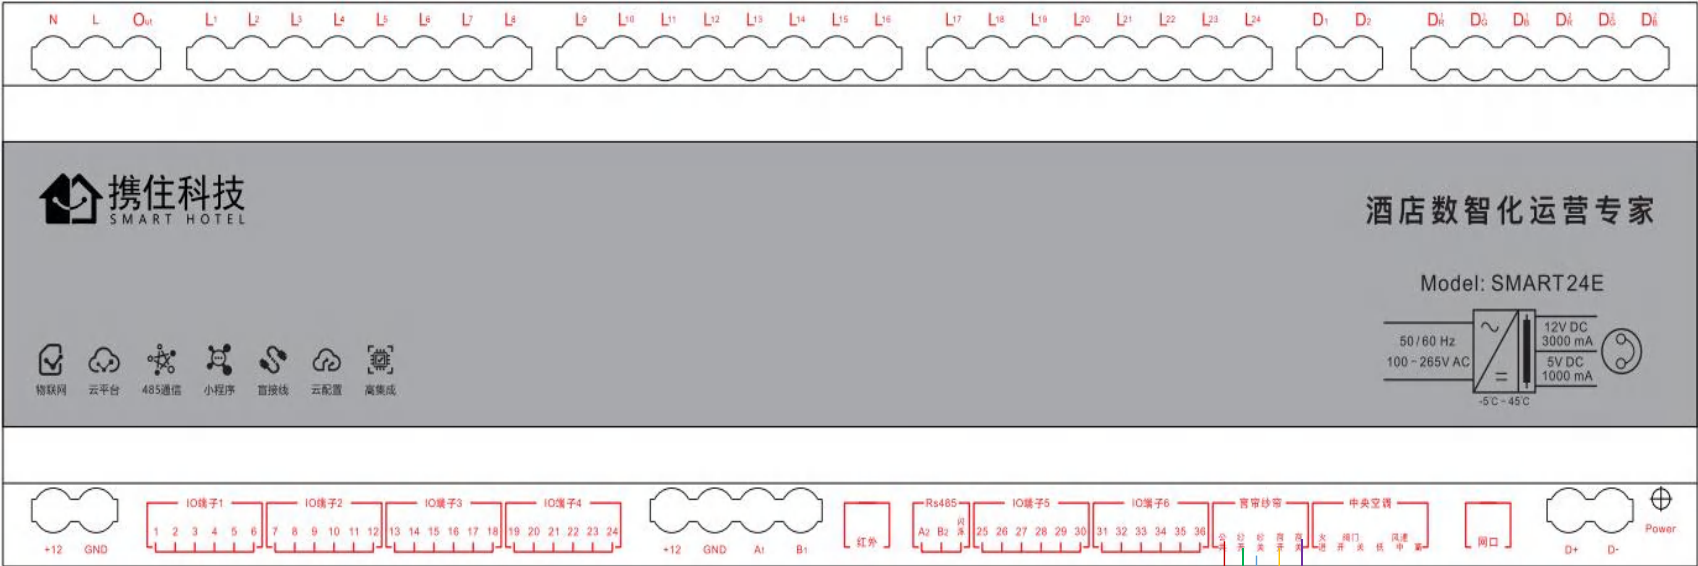 N L Out L1 L2 L3 L4 L5 L6 L7 L8 L9 L10 L11 L12 L13 L14 L15 L16 L17 L18 L19 L20 L21 L22 L23 L24 D1 D2
携住科技
SMART HOTEL
酒店数智化运营专家
Model: SMART24E
50/60 Hz
100~265V AC
12V DC
3000 mA
5V DC
1000 mA
-5℃~45℃
物联网 云平台 485通信 小程序 盲接线 云配置 高集成
IO端子1 IO端子2 IO端子3 IO端子4 Rs485 IO端子5 IO端子6 窗帘纱帘 中央空调
1 2 3 4 5 6 7 8 9 10 11 12 13 14 15 16 17 18 19 20 21 22 23 24 A2 B2 25 26 27 28 29 30 31 32 33 34 35 36
+12 GND +12 GND A1 B1 红外 网口 D+ D-
Power